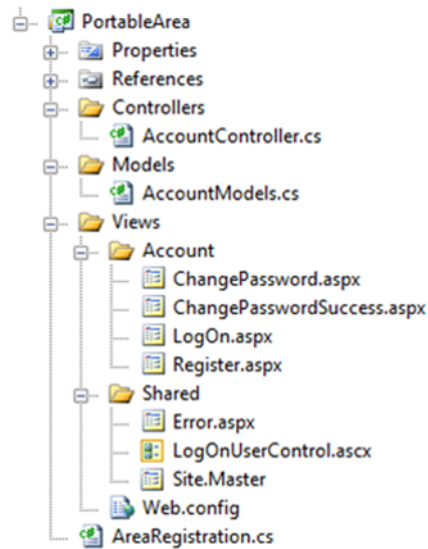 PortableArea
Properties
References
Controllers
AccountController.cs
Models
AccountModels.cs
Views
Account
ChangePassword.aspx
ChangePasswordSuccess.aspx
LogOn.aspx
Register.aspx
Shared
Error.aspx
LogOnUserControl.ascx
Site.Master
Web.config
AreaRegistration.cs